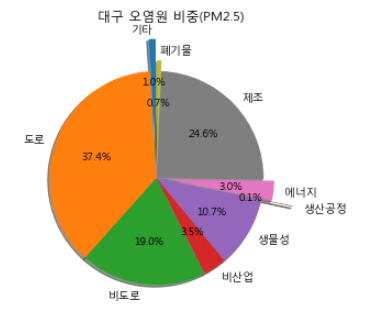 대구 오염원 비중(PM2.5)
기타
폐기물
1.0%
0.7%
제조
24.6%
도로
37.4%
3.0%
에너지
0.1%
생산공정
10.7%
생물성
3.5%
비산업
19.0%
비도로